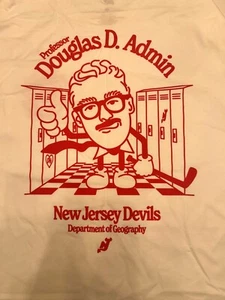 Professor
Douglas D. Admin
New Jersey Devils
Department of Geography